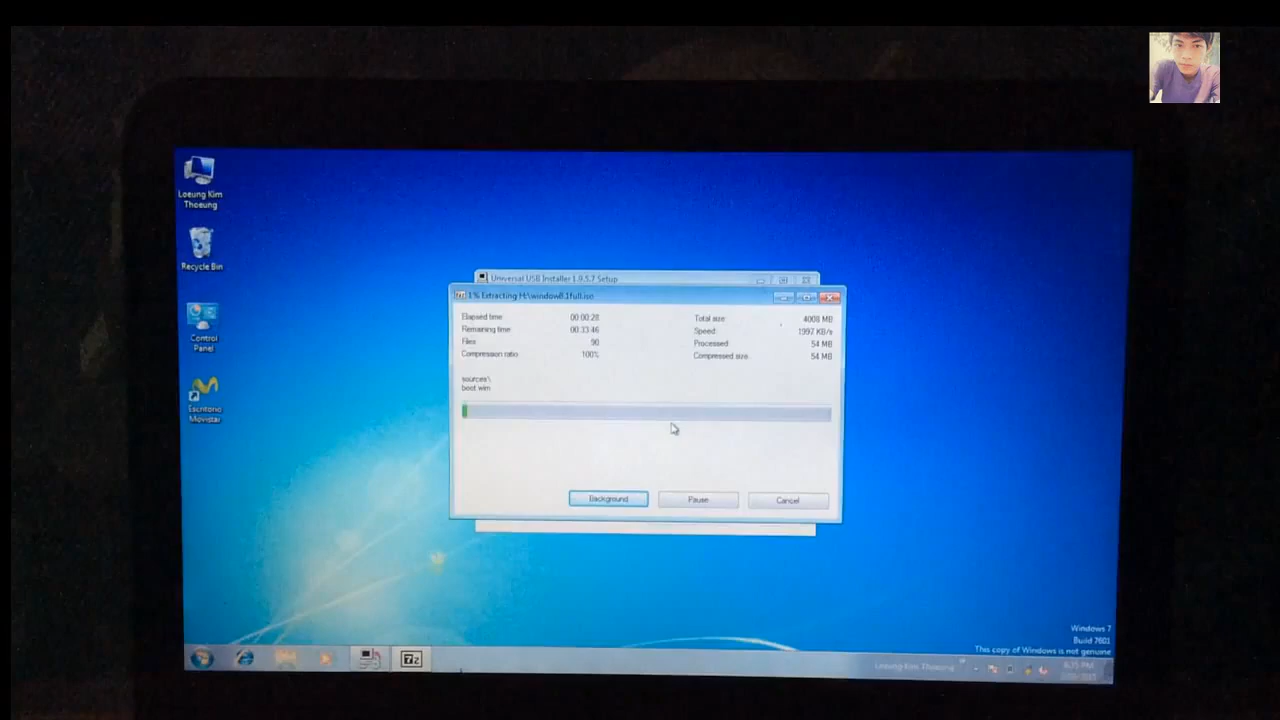 Loeung Kim
Thoeung
Recycle Bin
Control
Panel
Escritorio
Movistar
Universal USB Installer 1.9.5.7 Setup
1% Extracting H:\window8.1full.iso
Elapsed time 00:00:28
Remaining time 00:33:46
Files 90
Compression ratio 100%
Total size: 4008 MB
Speed: 1997 KB/s
Processed: 54 MB
Compressed size: 54 MB
sources\
boot.wim
Background
Pause
Cancel
Windows 7
Build 7601
This copy of Windows is not genuine
7z
Loeung Kim Thoeung